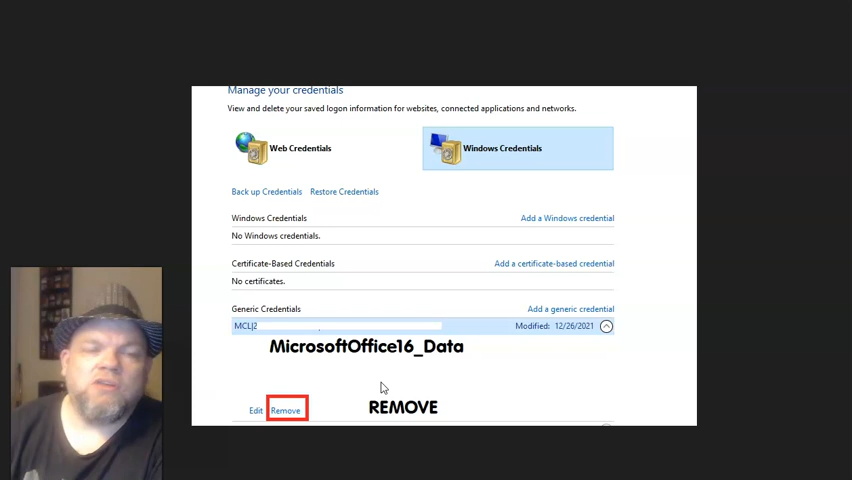 Manage your credentials
View and delete your saved logon information for websites, connected applications and networks.
Web Credentials
Windows Credentials
Back up Credentials Restore Credentials
Windows Credentials Add a Windows credential
No Windows credentials.
Certificate-Based Credentials Add a certificate-based credential
No certificates.
Generic Credentials Add a generic credential
MCL|2 Modified: 12/26/2021
MicrosoftOffice16_Data
Edit Remove
REMOVE